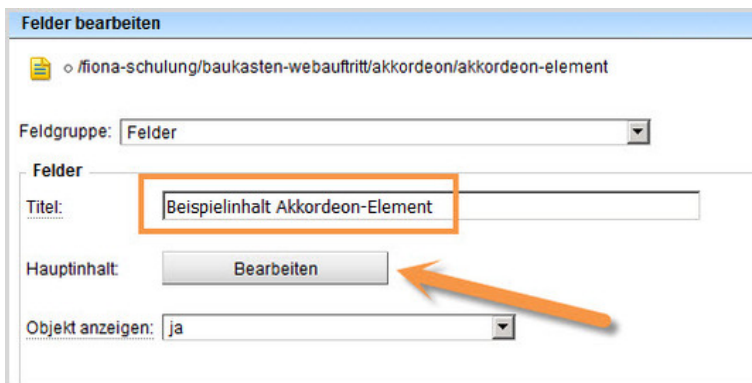 Felder bearbeiten
/fiona-schulung/baukasten-webauftritt/akkordeon/akkordeon-element
Feldgruppe: Felder
Felder
Titel: Beispielinhalt Akkordeon-Element
Hauptinhalt: Bearbeiten
Objekt anzeigen: ja